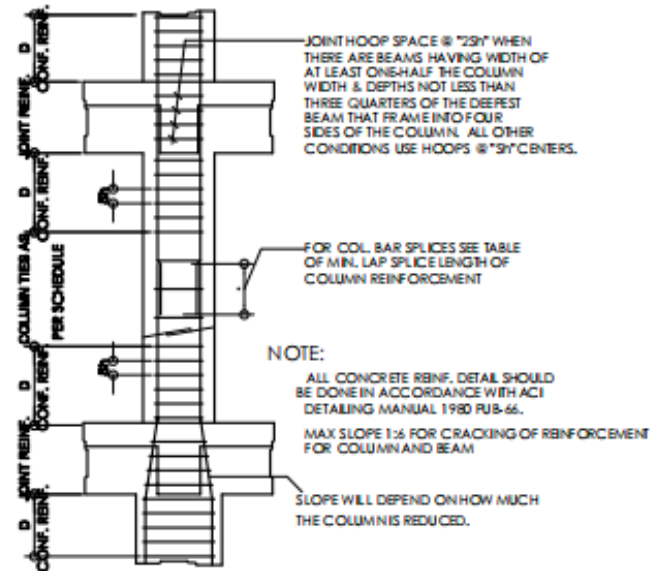 JOINT HOOP SPACE @ "2Sh" WHEN
THERE ARE BEAMS HAVING WIDTH OF
AT LEAST ONE-HALF THE COLUMN
WIDTH & DEPTHS NOT LESS THAN
THREE QUARTERS OF THE DEEPEST
BEAM THAT FRAME INTO FOUR
SIDES OF THE COLUMN. ALL OTHER
CONDITIONS USE HOOPS @ "Sh" CENTERS.
FOR COL. BAR SPLICES SEE TABLE
OF MIN. LAP SPLICE LENGTH OF
COLUMN REINFORCEMENT
NOTE:
ALL CONCRETE REINF. DETAIL SHOULD
BE DONE IN ACCORDANCE WITH ACI
DETAILING MANUAL 1980 PUB-66.
MAX SLOPE 1:6 FOR CRACKING OF REINFORCEMENT
FOR COLUMN AND BEAM
SLOPE WILL DEPEND ON HOW MUCH
THE COLUMN IS REDUCED.
D
CONF. REINF.
JOINT REINF.
D
CONF. REINF.
Sh
COLUMN TIES AS
PER SCHEDULE
Sh
D
CONF. REINF.
JOINT REINF.
D
CONF. REINF.